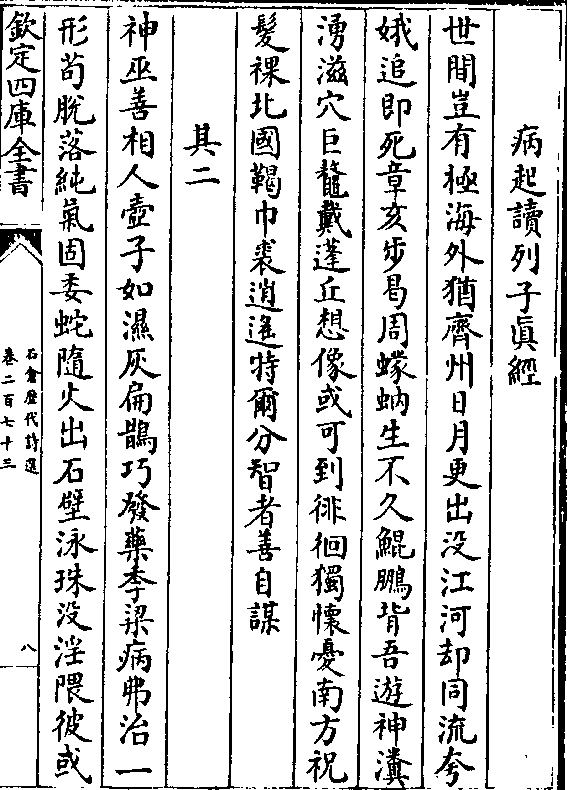 病起讀列子真經
世間豈有極海外猶齊州日月更出没江河却同流夸
娥追即死章亥步曷周蠓蚋生不久鯤鵬背吾遊神瀵
湧滋穴巨鼇戴蓬丘想像或可到徘徊獨懷憂南方祝
髮裸北國鞨巾裘逍遙特爾分智者善自謀
其二
神巫善相人壺子如濕灰扁鵲巧發藥季梁病弗治一
形苟脫落純氣固委蛇隨火出石壁泳珠没淫隈彼或
欽定四庫全書
石倉歷代詩選
卷二百七十三
八